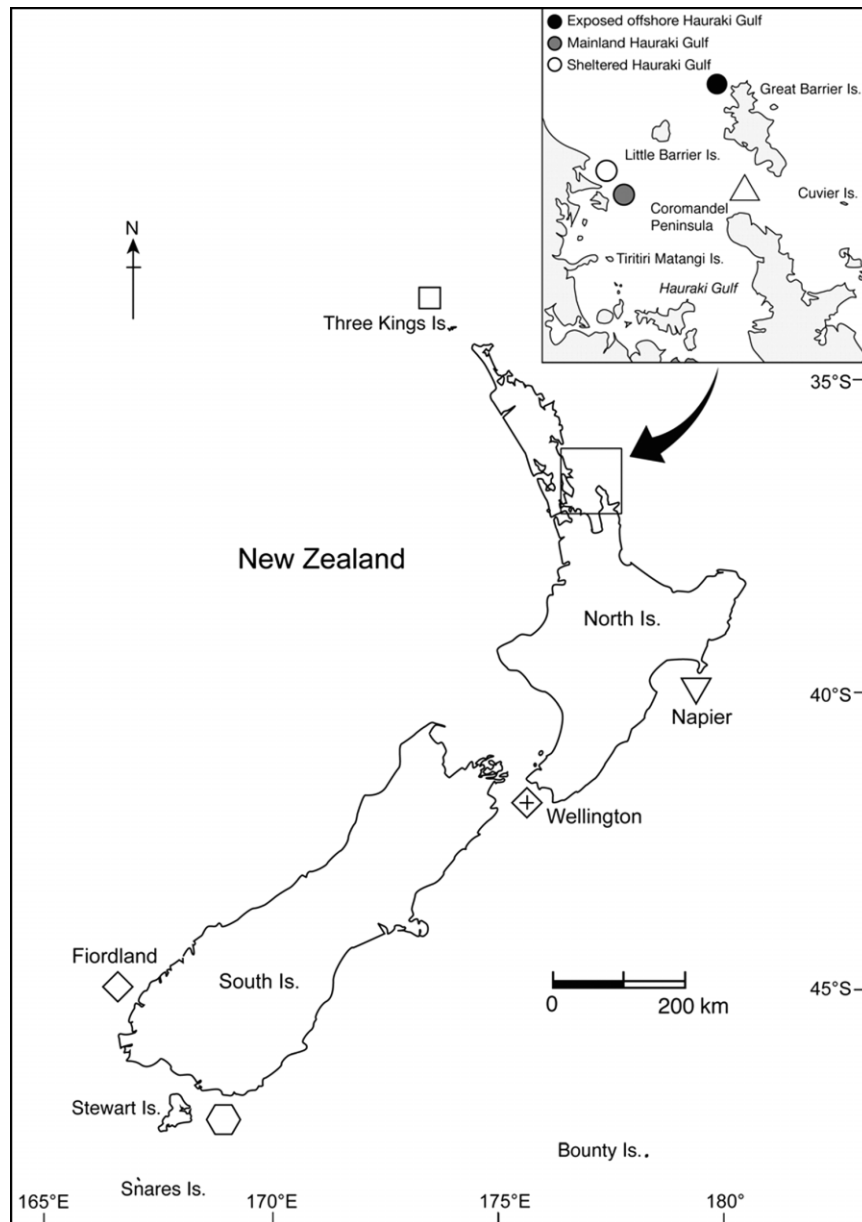 Exposed offshore Hauraki Gulf
Mainland Hauraki Gulf
Sheltered Hauraki Gulf
Great Barrier Is.
Little Barrier Is.
Cuvier Is.
Coromandel
Peninsula
Tiritiri Matangi Is.
Hauraki Gulf
N
Three Kings Is.
35°S
New Zealand
North Is.
40°S
Napier
Wellington
Fiordland
South Is.
45°S
0 200 km
Stewart Is.
Bounty Is.
Snares Is.
165°E 170°E 175°E 180°